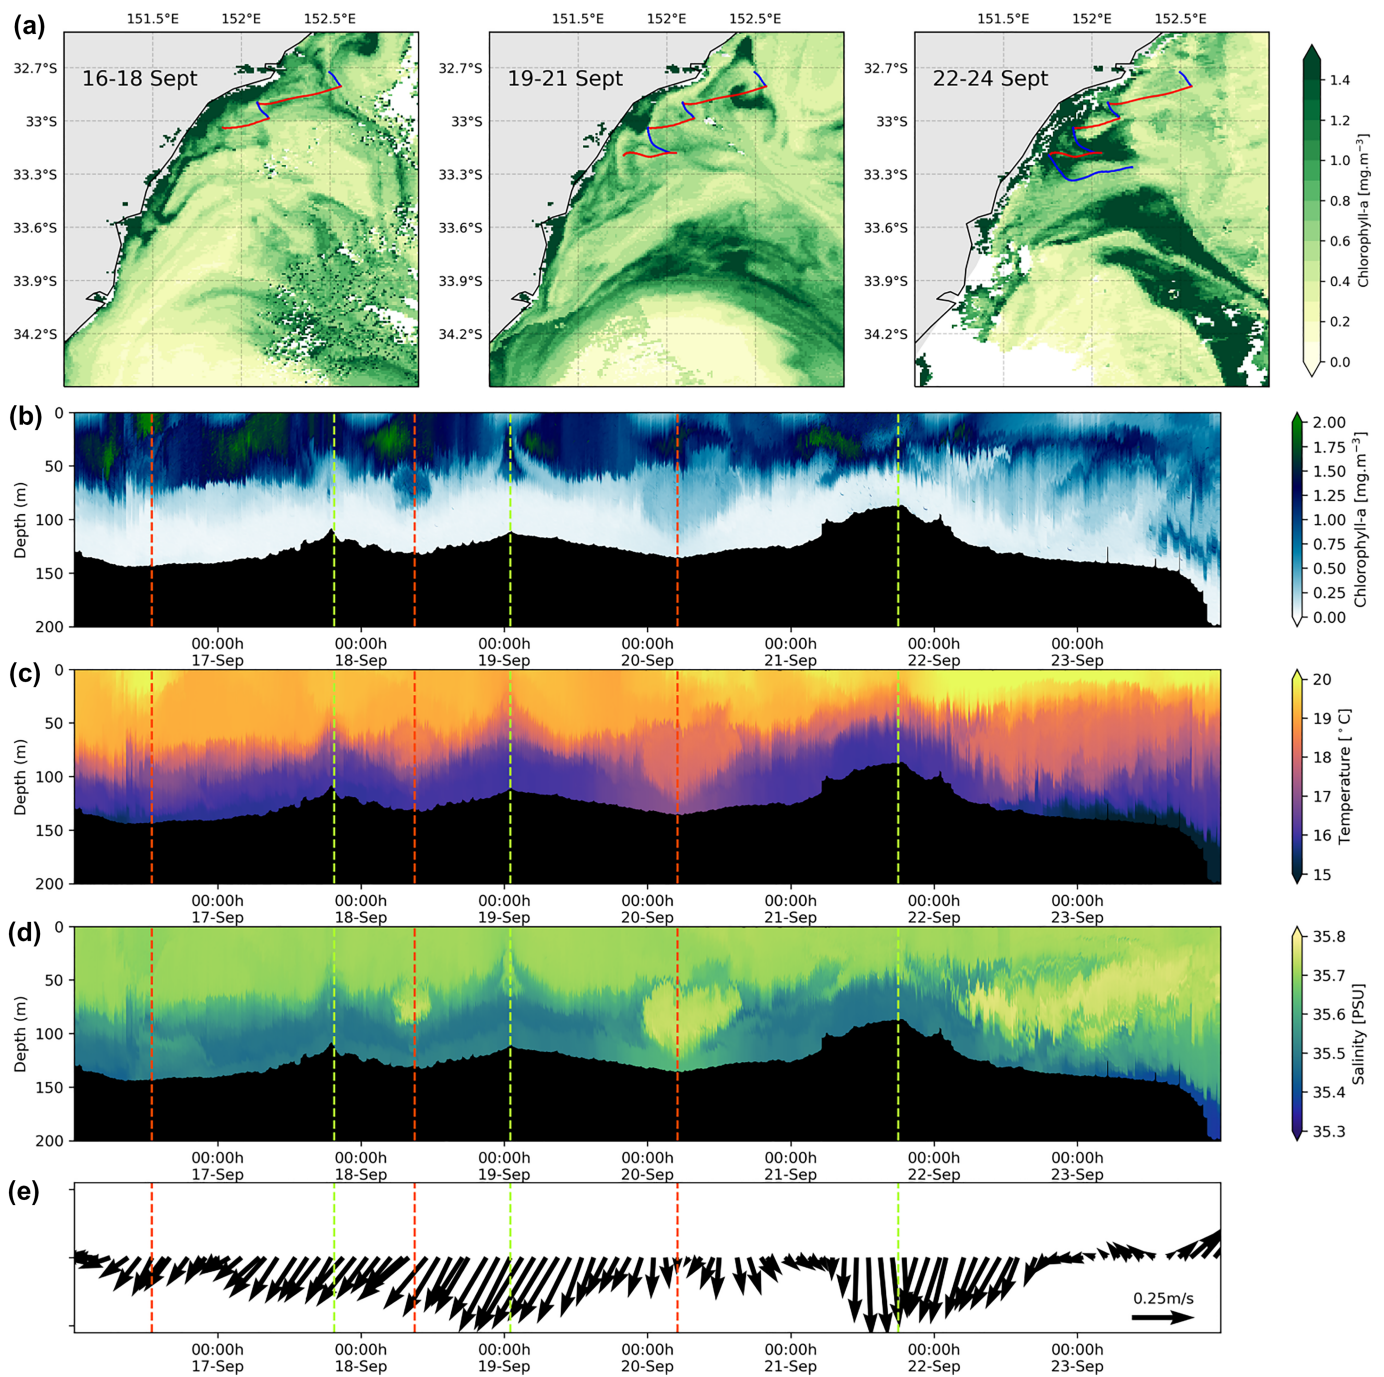 (a)
151.5°E 152°E 152.5°E
151.5°E 152°E 152.5°E
151.5°E 152°E 152.5°E
16-18 Sept
19-21 Sept
22-24 Sept
32.7°S
33°S
33.3°S
33.6°S
33.9°S
34.2°S
32.7°S
33°S
33.3°S
33.6°S
33.9°S
34.2°S
32.7°S
33°S
33.3°S
33.6°S
33.9°S
34.2°S
1.4
1.2
1.0
0.8
0.6
0.4
0.2
0.0
Chlorophyll-a [mg.m⁻³]
(b)
0
50
100
150
200
Depth (m)
00:00h 00:00h 00:00h 00:00h 00:00h 00:00h 00:00h
17-Sep 18-Sep 19-Sep 20-Sep 21-Sep 22-Sep 23-Sep
2.00
1.75
1.50
1.25
1.00
0.75
0.50
0.25
0.00
Chlorophyll-a [mg.m⁻³]
(c)
0
50
100
150
200
Depth (m)
00:00h 00:00h 00:00h 00:00h 00:00h 00:00h 00:00h
17-Sep 18-Sep 19-Sep 20-Sep 21-Sep 22-Sep 23-Sep
20
19
18
17
16
15
Temperature [°C]
(d)
0
50
100
150
200
Depth (m)
00:00h 00:00h 00:00h 00:00h 00:00h 00:00h 00:00h
17-Sep 18-Sep 19-Sep 20-Sep 21-Sep 22-Sep 23-Sep
35.8
35.7
35.6
35.5
35.4
35.3
Salinity [PSU]
(e)
0.25m/s
00:00h 00:00h 00:00h 00:00h 00:00h 00:00h 00:00h
17-Sep 18-Sep 19-Sep 20-Sep 21-Sep 22-Sep 23-Sep